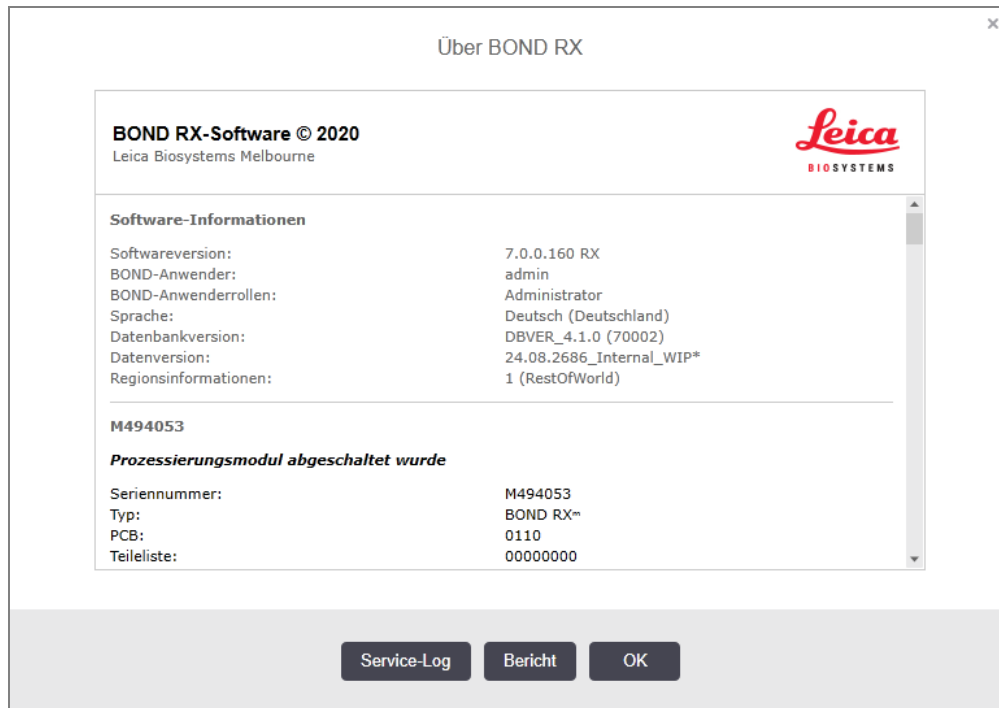 ×
Über BOND RX
BOND RX-Software © 2020
Leica Biosystems Melbourne
Leica
BIOSYSTEMS
Software-Informationen
Softwareversion: 7.0.0.160 RX
BOND-Anwender: admin
BOND-Anwenderrollen: Administrator
Sprache: Deutsch (Deutschland)
Datenbankversion: DBVER_4.1.0 (70002)
Datenversion: 24.08.2686_Internal_WIP*
Regionsinformationen: 1 (RestOfWorld)
M494053
Prozessierungsmodul abgeschaltet wurde
Seriennummer: M494053
Typ: BOND RXᵐ
PCB: 0110
Teileliste: 00000000
Service-Log Bericht OK